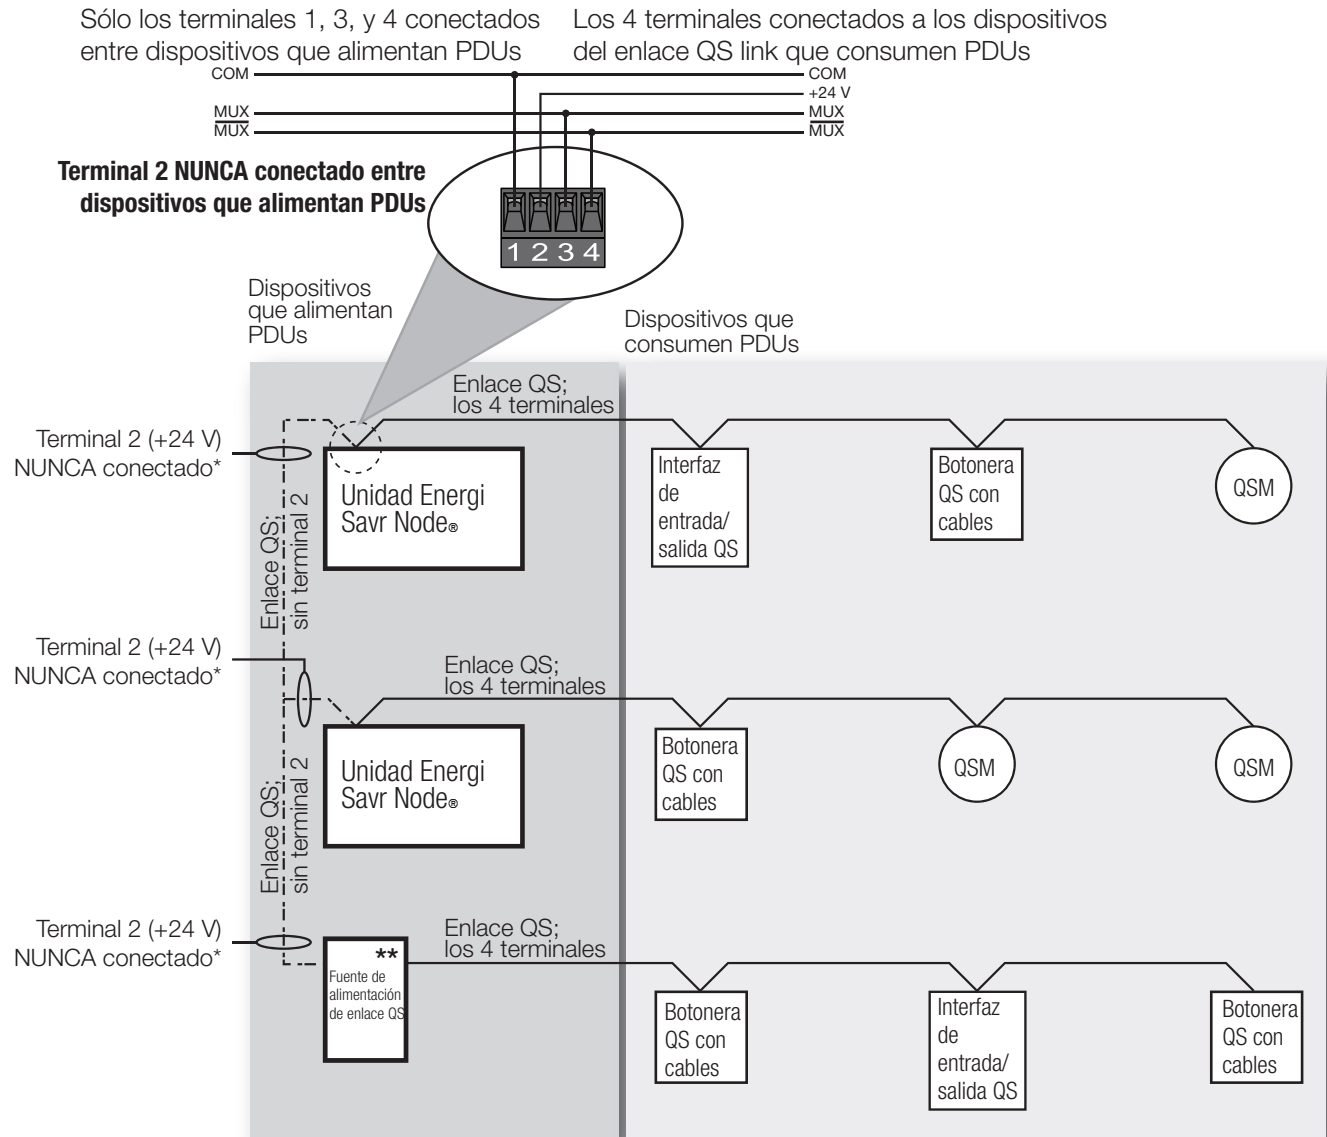 Sólo los terminales 1, 3, y 4 conectados
entre dispositivos que alimentan PDUs
Los 4 terminales conectados a los dispositivos
del enlace QS link que consumen PDUs
COM
COM
+24 V
MUX
MUX
MUX
MUX
Terminal 2 NUNCA conectado entre
dispositivos que alimentan PDUs
1 2 3 4
Dispositivos
que alimentan
PDUs
Dispositivos que
consumen PDUs
Enlace QS;
los 4 terminales
Terminal 2 (+24 V)
NUNCA conectado*
Enlace QS;
sin terminal 2
Unidad Energi
Savr Node®
Interfaz
de
entrada/
salida QS
Botonera
QS con
cables
QSM
Terminal 2 (+24 V)
NUNCA conectado*
Enlace QS;
los 4 terminales
Enlace QS;
sin terminal 2
Unidad Energi
Savr Node®
Botonera
QS con
cables
QSM
QSM
Terminal 2 (+24 V)
NUNCA conectado*
Enlace QS;
los 4 terminales
**
Fuente de
alimentación
de enlace QS
Botonera
QS con
cables
Interfaz
de
entrada/
salida QS
Botonera
QS con
cables